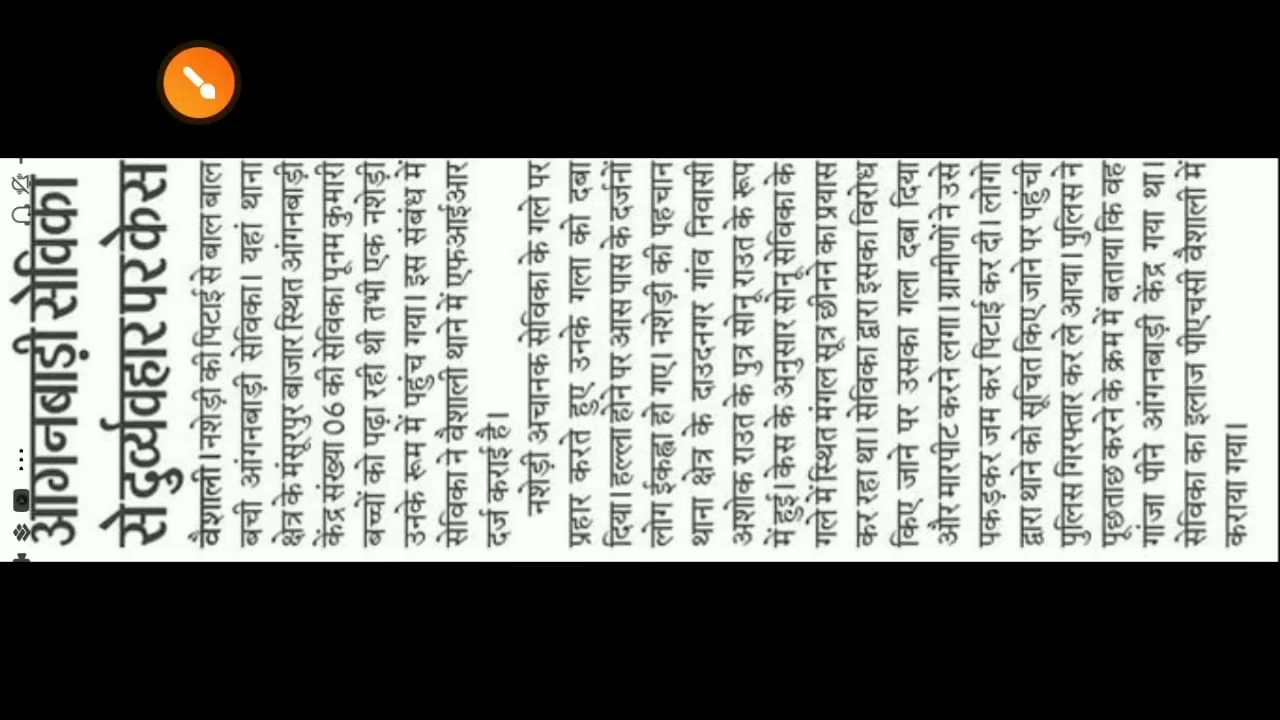 आंगनबाड़ी सेविका
से दुर्व्यवहार पर केस
वैशाली। नशेड़ी की पिटाई से बाल बाल
बची आंगनबाड़ी सेविका। यहां थाना
क्षेत्र के मंसूरपुर बाजार स्थित आंगनबाड़ी
केंद्र संख्या 06 की सेविका पूनम कुमारी
बच्चों को पढ़ा रही थी तभी एक नशेड़ी
उनके रूम में पहुंच गया। इस संबंध में
सेविका ने वैशाली थाने में एफआईआर
दर्ज कराई है।
नशेड़ी अचानक सेविका के गले पर
प्रहार करते हुए उनके गला को दबा
दिया। हल्ला होने पर आस पास के दर्जनों
लोग ईकठ्ठा हो गए। नशेड़ी की पहचान
थाना क्षेत्र के दाउदनगर गांव निवासी
अशोक राउत के पुत्र सोनू राउत के रूप
में हुई। केस के अनुसार सोनू सेविका के
गले में स्थित मंगल सूत्र छीनने का प्रयास
कर रहा था। सेविका द्वारा इसका विरोध
किए जाने पर उसका गला दबा दिया
और मारपीट करने लगा। ग्रामीणों ने उसे
पकड़कर जम कर पिटाई कर दी। लोगों
द्वारा थाने को सूचित किए जाने पर पहुंची
पुलिस गिरफ्तार कर ले आया। पुलिस ने
पूछताछ करने के क्रम में बताया कि वह
गांजा पीने आंगनबाड़ी केंद्र गया था।
सेविका का इलाज पीएचसी वैशाली में
कराया गया।